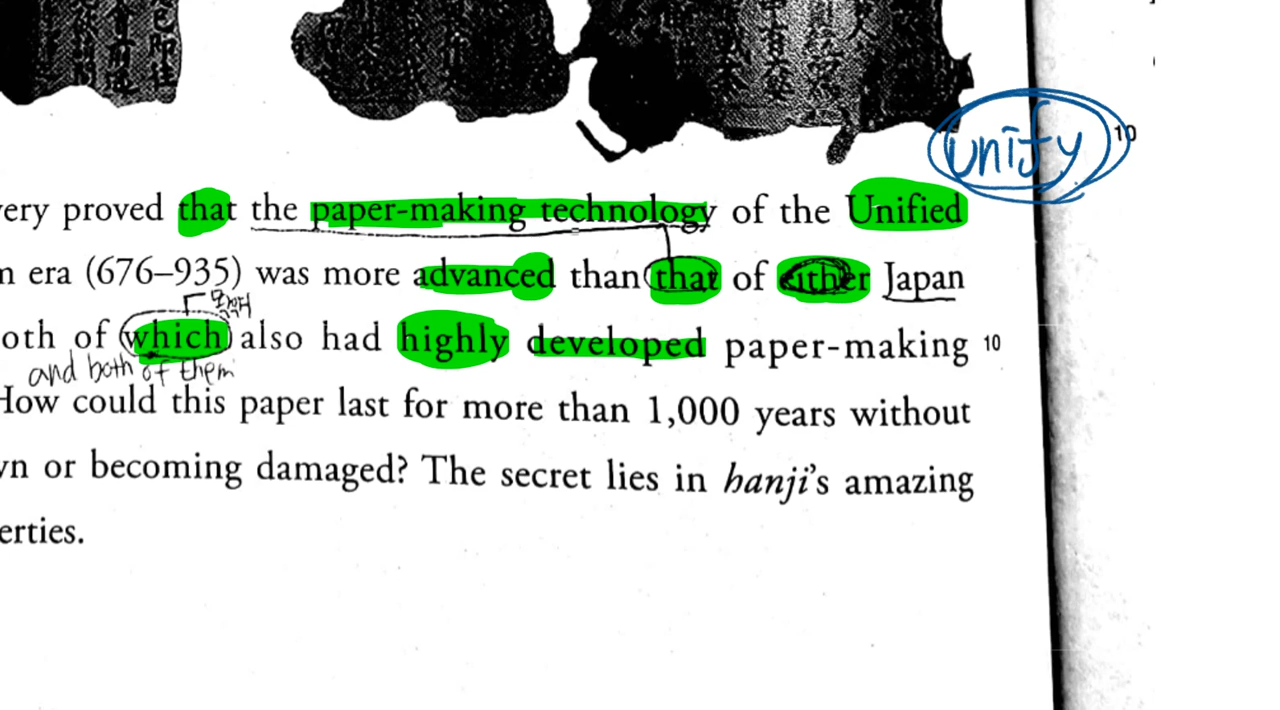 unify 10
very proved that the paper-making technology of the Unified
n era (676–935) was more advanced than that of either Japan
oth of which also had highly developed paper-making 10
and both of them
How could this paper last for more than 1,000 years without
wn or becoming damaged? The secret lies in hanji's amazing
erties.